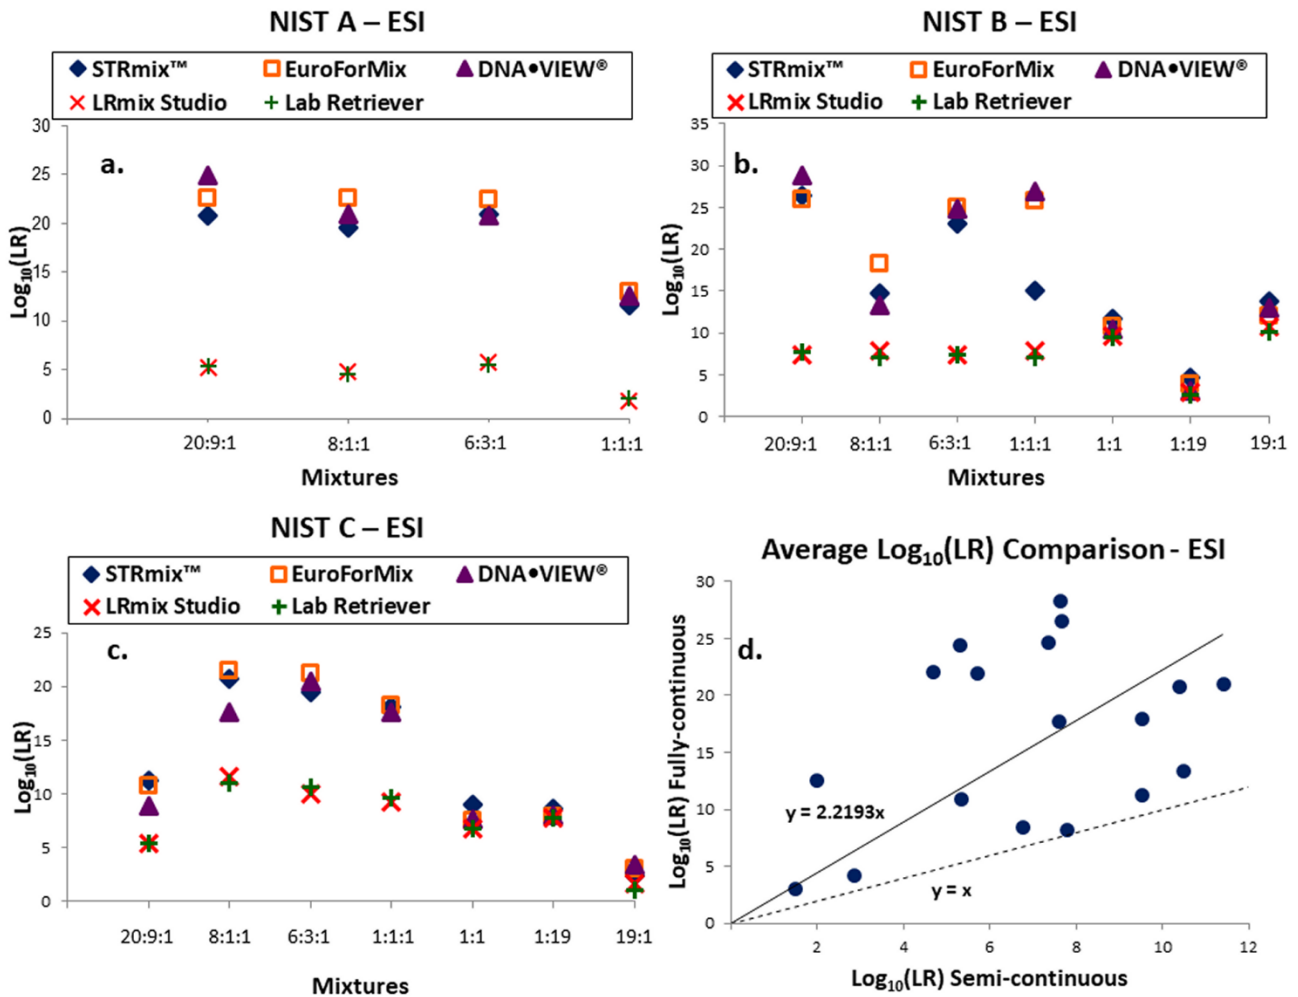 NIST A – ESI
STRmix™ EuroForMix DNA•VIEW®
LRmix Studio Lab Retriever
a.
30
25
20
15
10
5
0
Log10(LR)
20:9:1 8:1:1 6:3:1 1:1:1
Mixtures
NIST B – ESI
STRmix™ EuroForMix DNA•VIEW®
LRmix Studio Lab Retriever
b.
35
30
25
20
15
10
5
0
Log10(LR)
20:9:1 8:1:1 6:3:1 1:1:1 1:1 1:19 19:1
Mixtures
NIST C – ESI
STRmix™ EuroForMix DNA•VIEW®
LRmix Studio Lab Retriever
c.
25
20
15
10
5
0
Log10(LR)
20:9:1 8:1:1 6:3:1 1:1:1 1:1 1:19 19:1
Mixtures
Average Log10(LR) Comparison - ESI
d.
30
25
20
15
10
5
0
Log10(LR) Fully-continuous
y = 2.2193x
y = x
2 4 6 8 10 12
Log10(LR) Semi-continuous